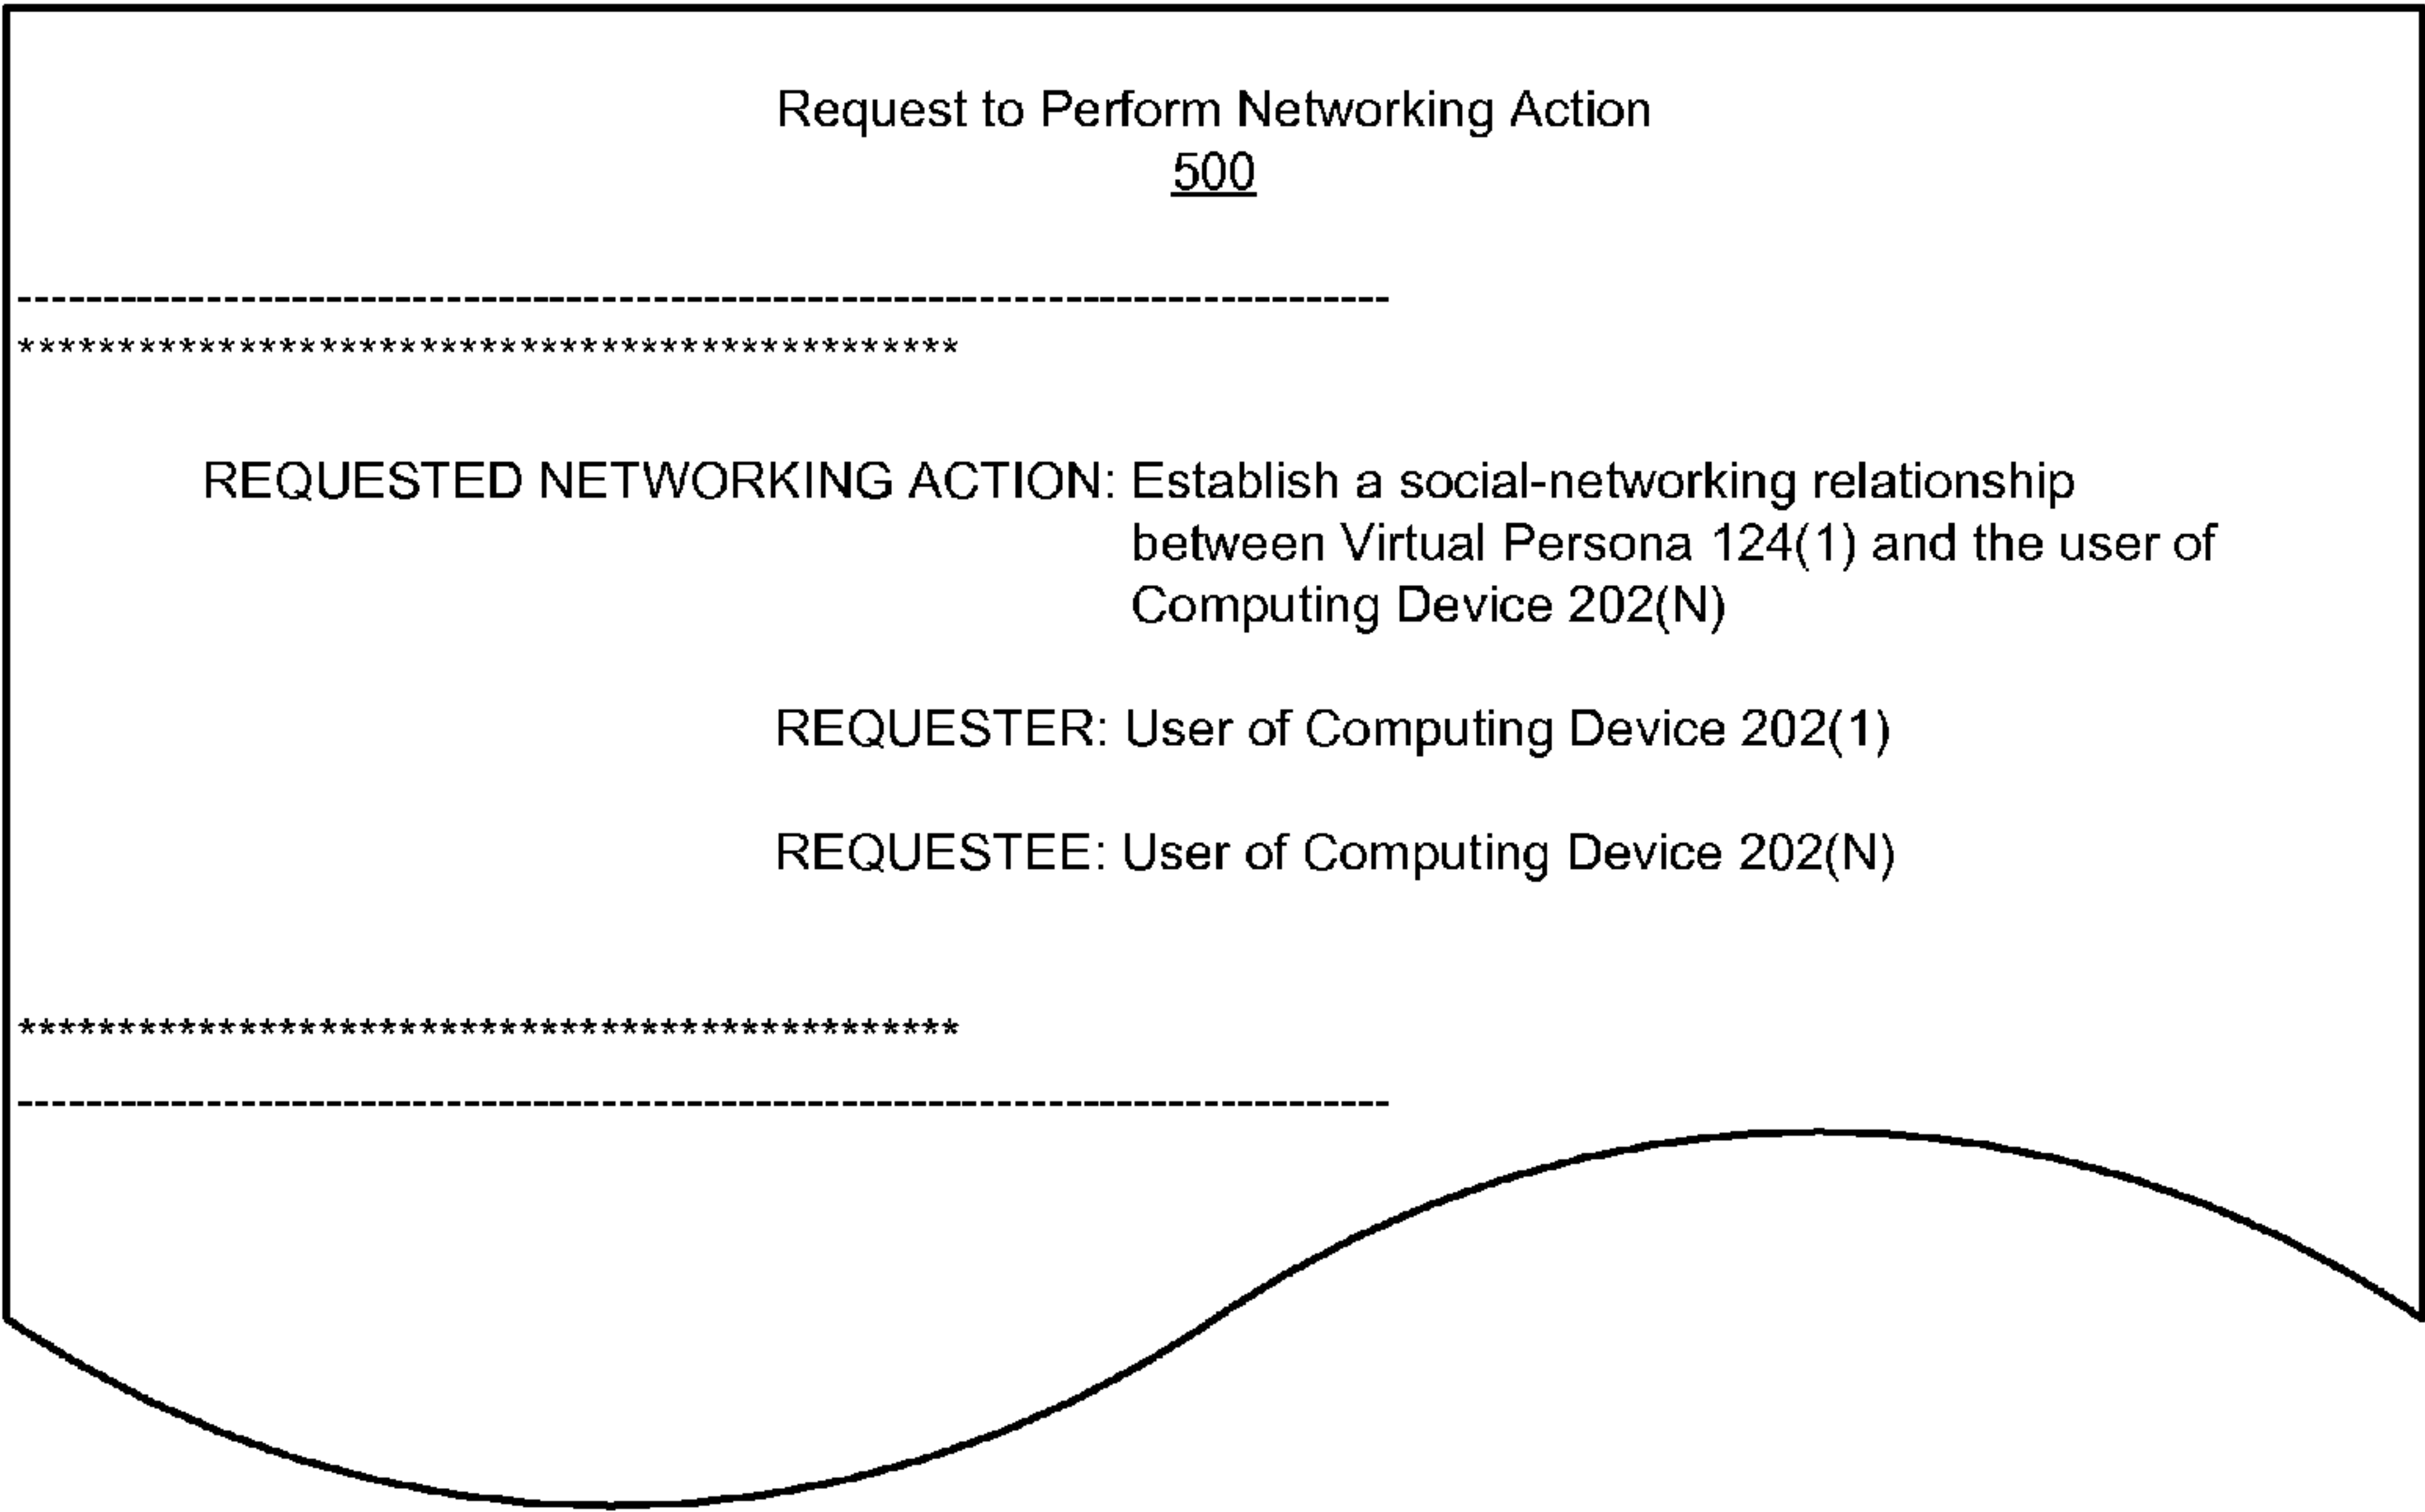 Request to Perform Networking Action
500
--------------------------------------------------------------------------------
***********************************************
REQUESTED NETWORKING ACTION: Establish a social-networking relationship
between Virtual Persona 124(1) and the user of
Computing Device 202(N)
REQUESTER: User of Computing Device 202(1)
REQUESTEE: User of Computing Device 202(N)
***********************************************
--------------------------------------------------------------------------------